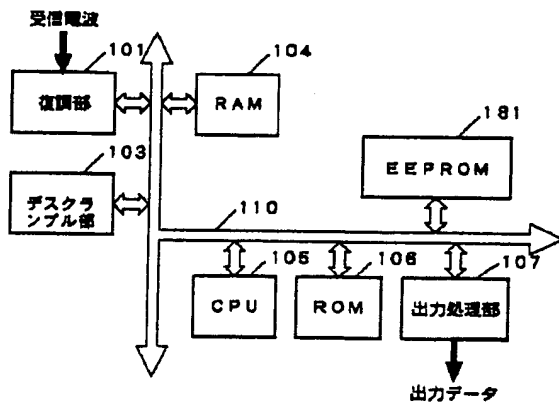 受信電波
101
復調部
104
RAM
103
デスクラ
ンブル部
181
EEPROM
110
105
CPU
106
ROM
107
出力処理部
出力データ